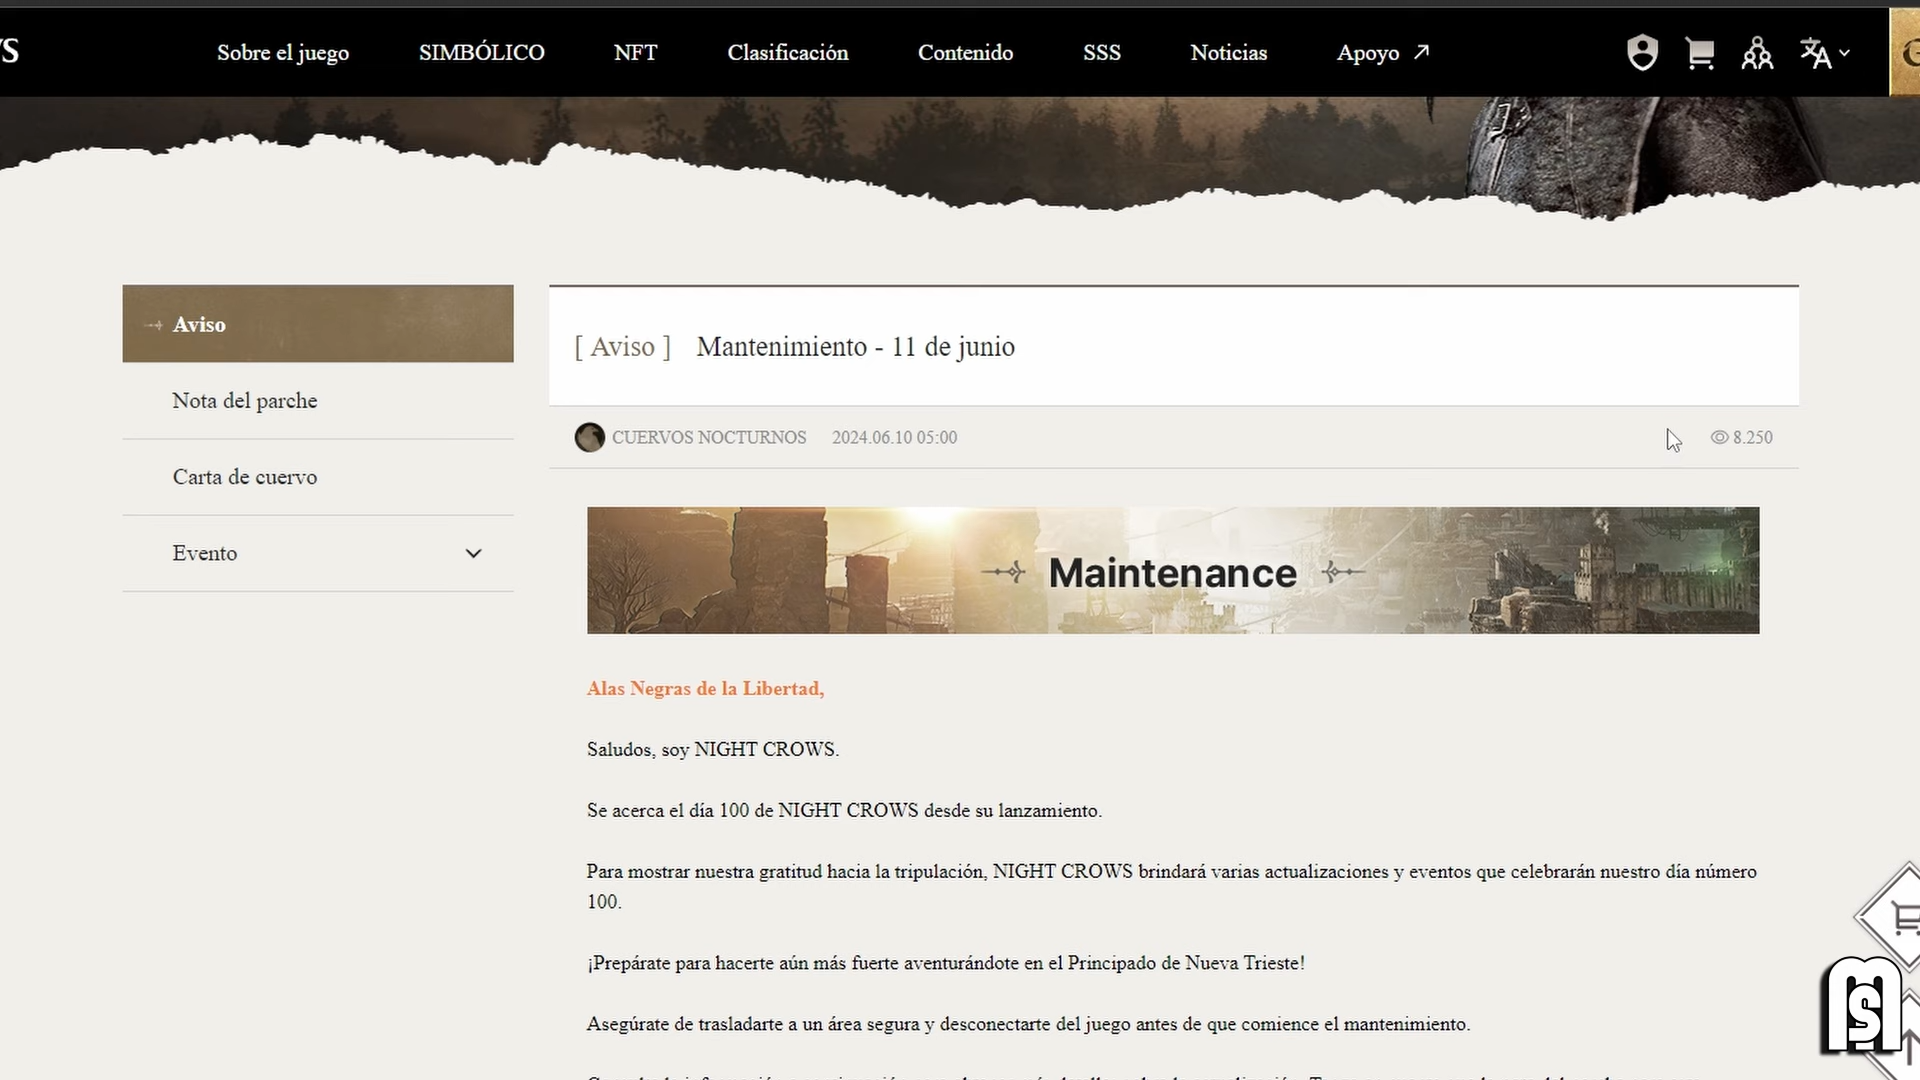 Sobre el juego SIMBÓLICO NFT Clasificación Contenido SSS Noticias Apoyo
Aviso
Nota del parche
Carta de cuervo
Evento
[ Aviso ] Mantenimiento - 11 de junio
CUERVOS NOCTURNOS 2024.06.10 05:00 8.250
Maintenance
Alas Negras de la Libertad,
Saludos, soy NIGHT CROWS.
Se acerca el día 100 de NIGHT CROWS desde su lanzamiento.
Para mostrar nuestra gratitud hacia la tripulación, NIGHT CROWS brindará varias actualizaciones y eventos que celebrarán nuestro día número
100.
¡Prepárate para hacerte aún más fuerte aventurándote en el Principado de Nueva Trieste!
Asegúrate de trasladarte a un área segura y desconectarte del juego antes de que comience el mantenimiento.